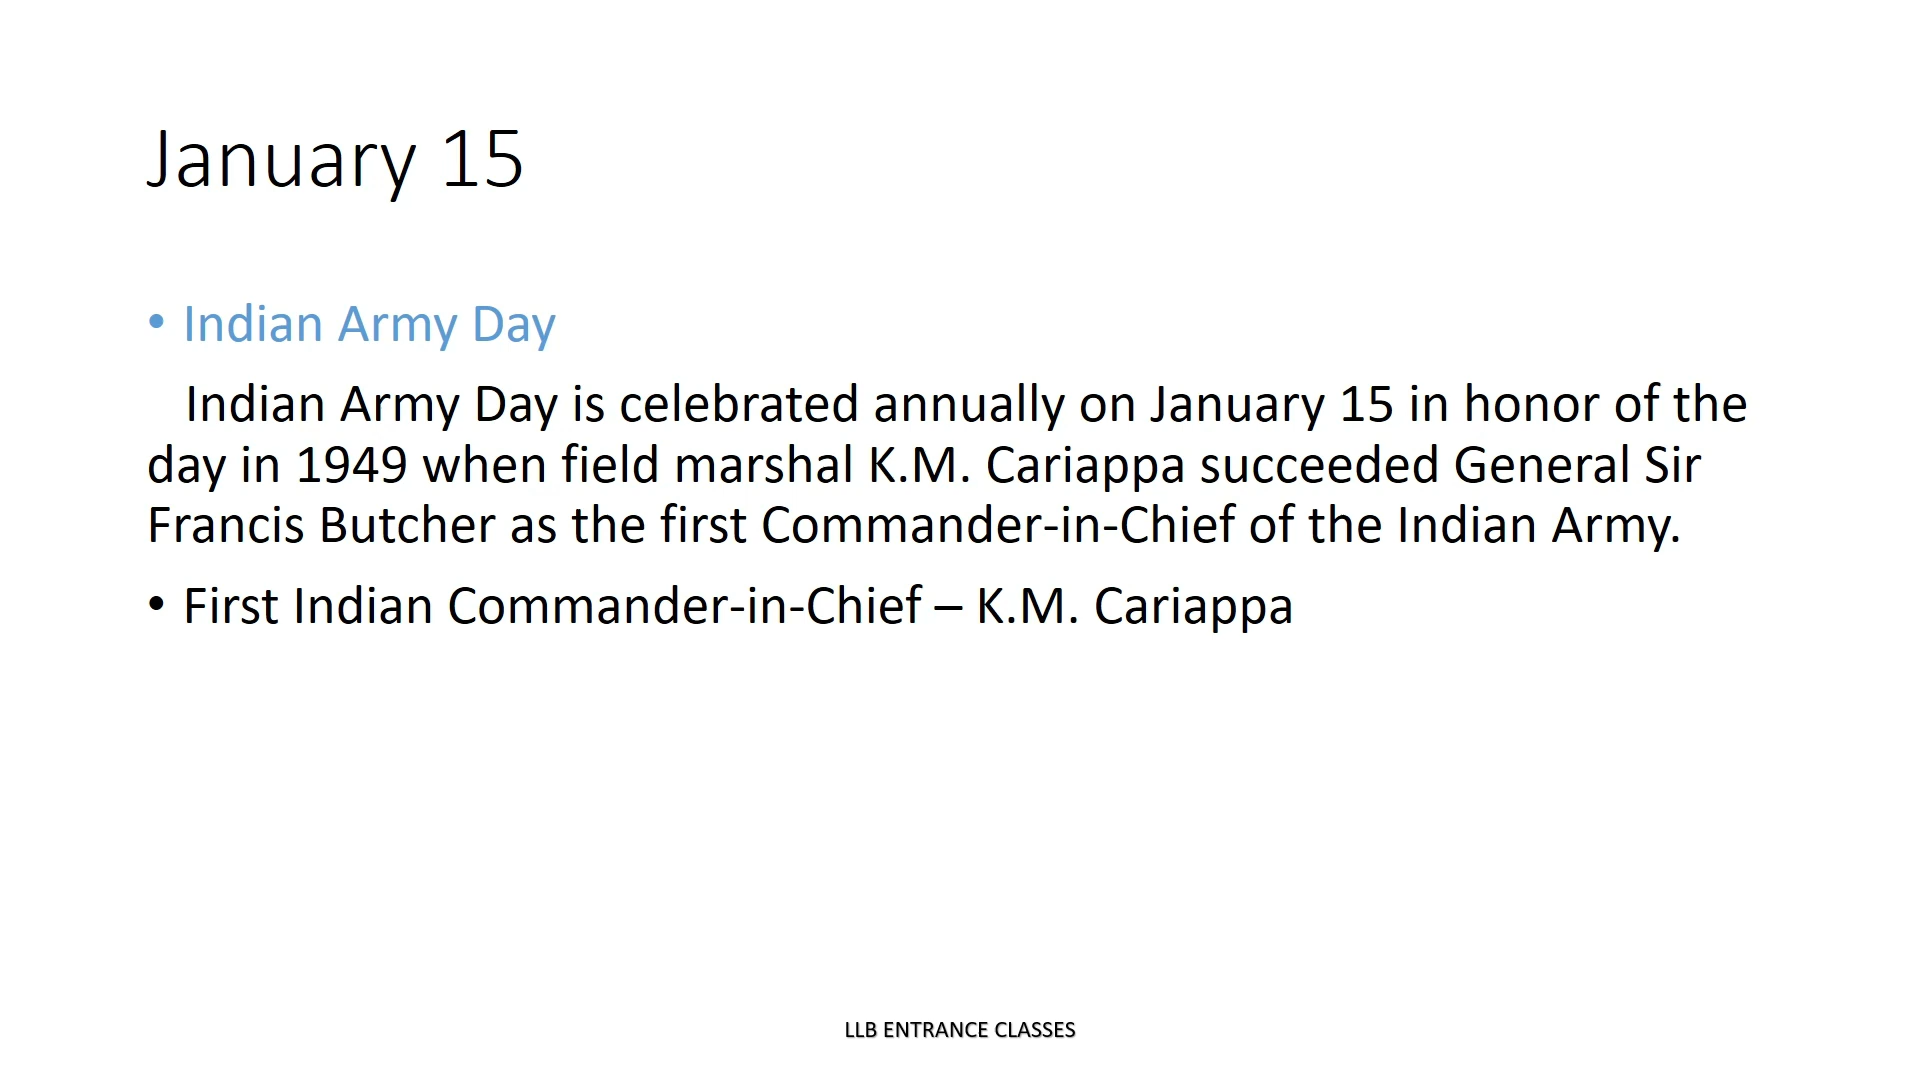 January 15
• Indian Army Day
Indian Army Day is celebrated annually on January 15 in honor of the
day in 1949 when field marshal K.M. Cariappa succeeded General Sir
Francis Butcher as the first Commander-in-Chief of the Indian Army.
• First Indian Commander-in-Chief – K.M. Cariappa
LLB ENTRANCE CLASSES